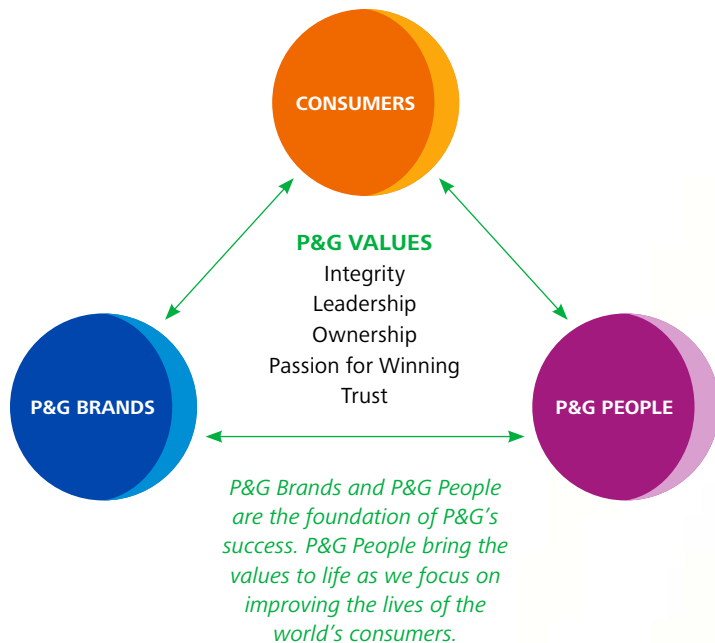 CONSUMERS
P&G VALUES
Integrity
Leadership
Ownership
Passion for Winning
Trust
P&G BRANDS
P&G PEOPLE
P&G Brands and P&G People
are the foundation of P&G’s
success. P&G People bring the
values to life as we focus on
improving the lives of the
world’s consumers.